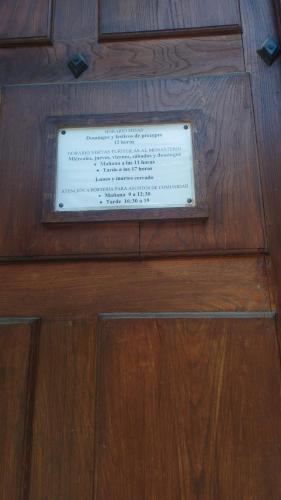 HORARIO MISAS
Domingos y festivos de precepto
12 horas
HORARIO VISITAS TURÍSTICAS AL MONASTERIO
Miércoles, jueves, viernes, sábados y domingos
• Mañana a las 11 horas
• Tarde a las 17 horas
Lunes y martes cerrado
ATENCIÓN A PORTERÍA PARA ASUNTOS DE COMUNIDAD
• Mañana 9 a 12:30
• Tarde 16:30 a 19